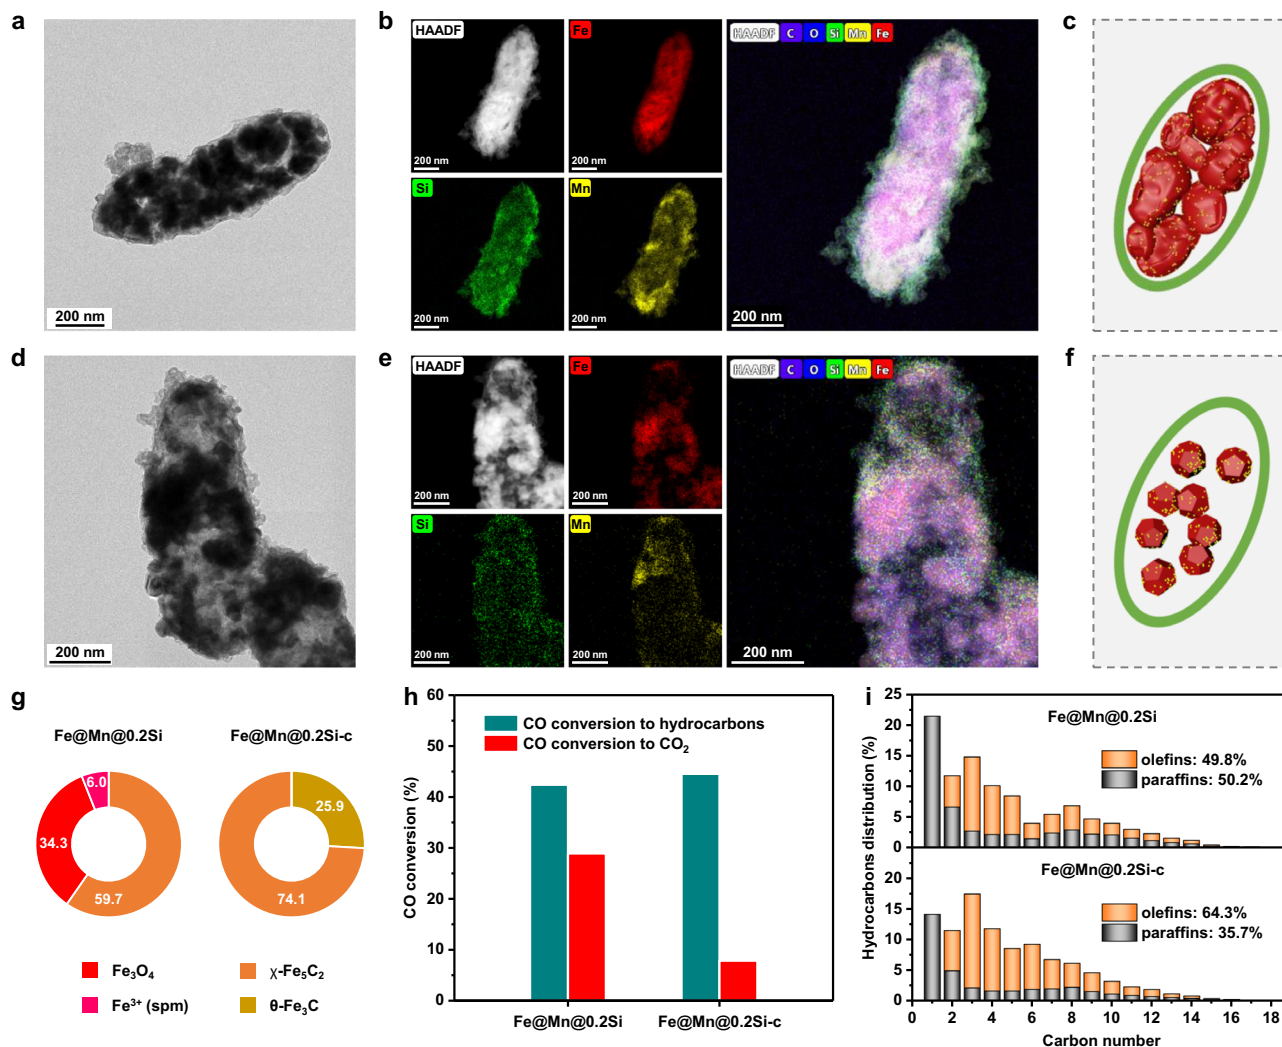 a
200 nm
b
HAADF
200 nm
Fe
200 nm
Si
200 nm
Mn
200 nm
HAADF C O Si Mn Fe
200 nm
c
d
200 nm
e
HAADF
200 nm
Fe
200 nm
Si
200 nm
Mn
200 nm
HAADF C O Si Mn Fe
200 nm
f
g
Fe@Mn@0.2Si
Fe@Mn@0.2Si-c
6.0
34.3
59.7
25.9
74.1
Fe₃O₄
χ-Fe₅C₂
Fe³⁺ (spm)
θ-Fe₃C
h
CO conversion (%)
60
50
40
30
20
10
0
CO conversion to hydrocarbons
CO conversion to CO₂
Fe@Mn@0.2Si
Fe@Mn@0.2Si-c
i
Hydrocarbons distribution (%)
25
20
15
10
5
0
Fe@Mn@0.2Si
olefins: 49.8%
paraffins: 50.2%
20
15
10
5
0
Fe@Mn@0.2Si-c
olefins: 64.3%
paraffins: 35.7%
0 2 4 6 8 10 12 14 16 18
Carbon number